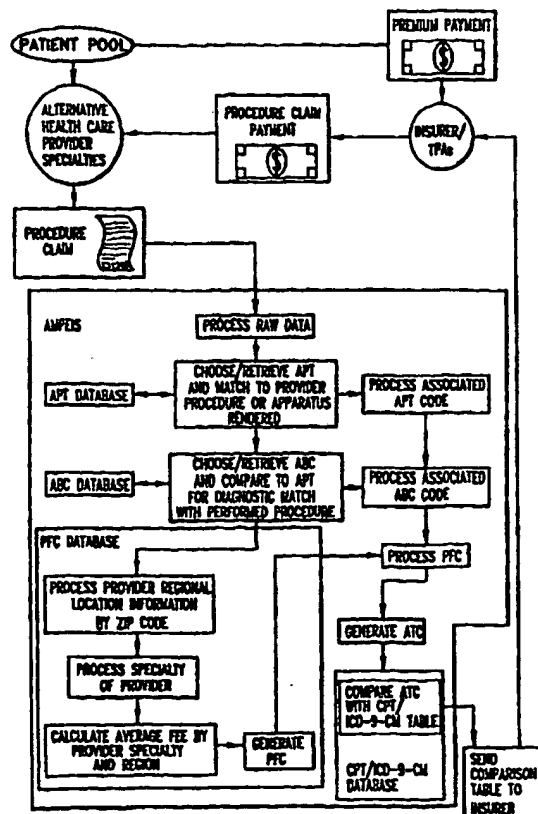 PREMIUM PAYMENT
$
PATIENT POOL
ALTERNATIVE
HEALTH CARE
PROVIDER
SPECIALTIES
PROCEDURE CLAIM
PAYMENT
$
INSURER/
TPAs
PROCEDURE
CLAIM
AMPEIS
PROCESS RAW DATA
CHOOSE/RETRIEVE APT
AND MATCH TO PROVIDER
PROCEDURE OR APPARATUS
RENDERED
APT DATABASE
PROCESS ASSOCIATED
APT CODE
CHOOSE/RETRIEVE ABC
AND COMPARE TO APT
FOR DIAGNOSTIC MATCH
WITH PERFORMED PROCEDURE
ABC DATABASE
PROCESS ASSOCIATED
ABC CODE
PFC DATABASE
PROCESS PFC
PROCESS PROVIDER REGIONAL
LOCATION INFORMATION
BY ZIP CODE
GENERATE ATC
PROCESS SPECIALTY
OF PROVIDER
COMPARE ATC
WITH CPT/
ICD-9-CM TABLE
CALCULATE AVERAGE FEE BY
PROVIDER SPECIALTY
AND REGION
GENERATE
PFC
CPT/ICD-9-CM
DATABASE
SEND
COMPARISON
TABLE TO
INSURER